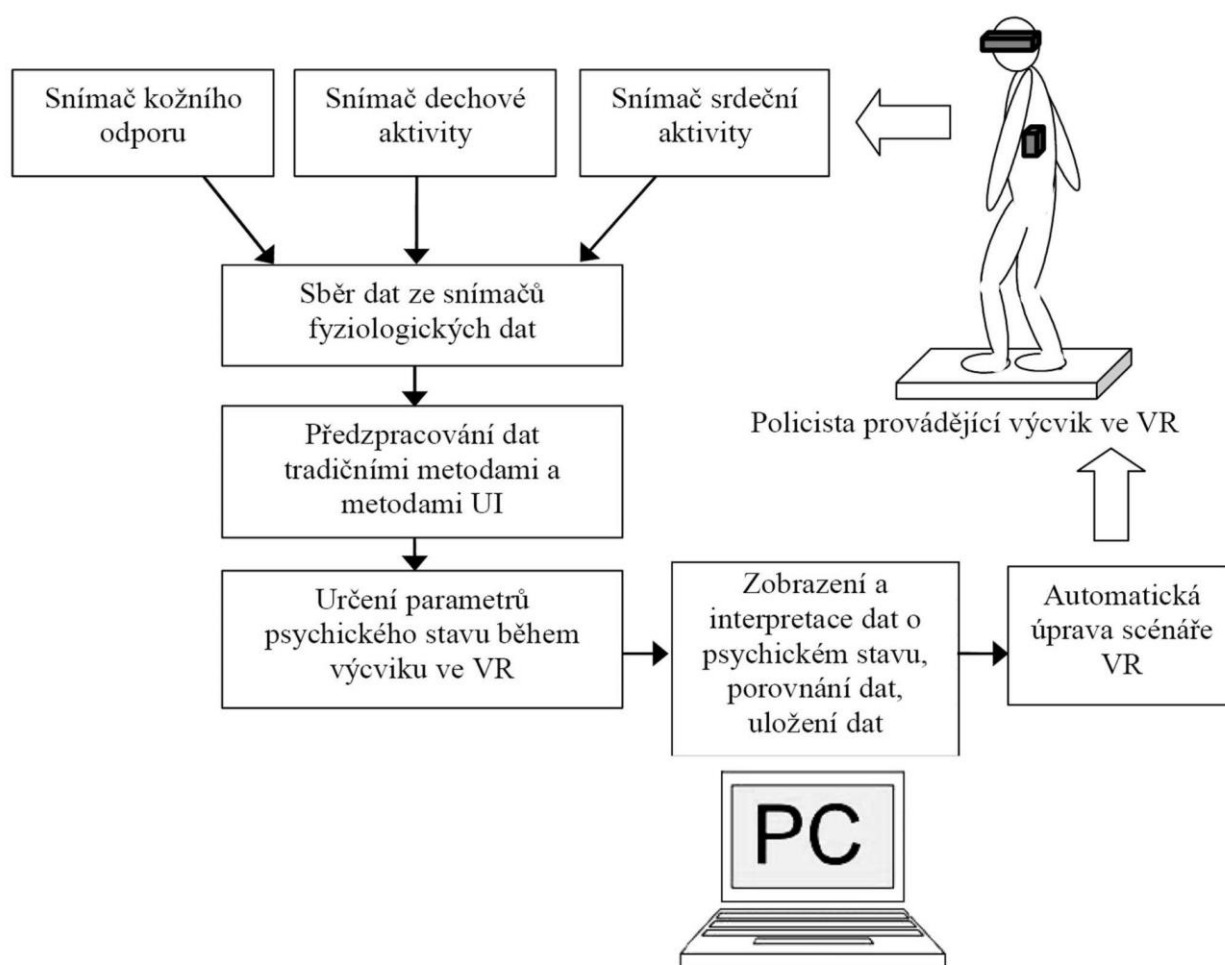 Snímač kožního
odporu
Snímač dechové
aktivity
Snímač srdeční
aktivity
Sběr dat ze snímačů
fyziologických dat
Policista provádějící výcvik ve VR
Předzpracování dat
tradičními metodami a
metodami UI
Určení parametrů
psychického stavu během
výcviku ve VR
Zobrazení a
interpretace dat o
psychickém stavu,
porovnání dat,
uložení dat
Automatická
úprava scénáře
VR
PC